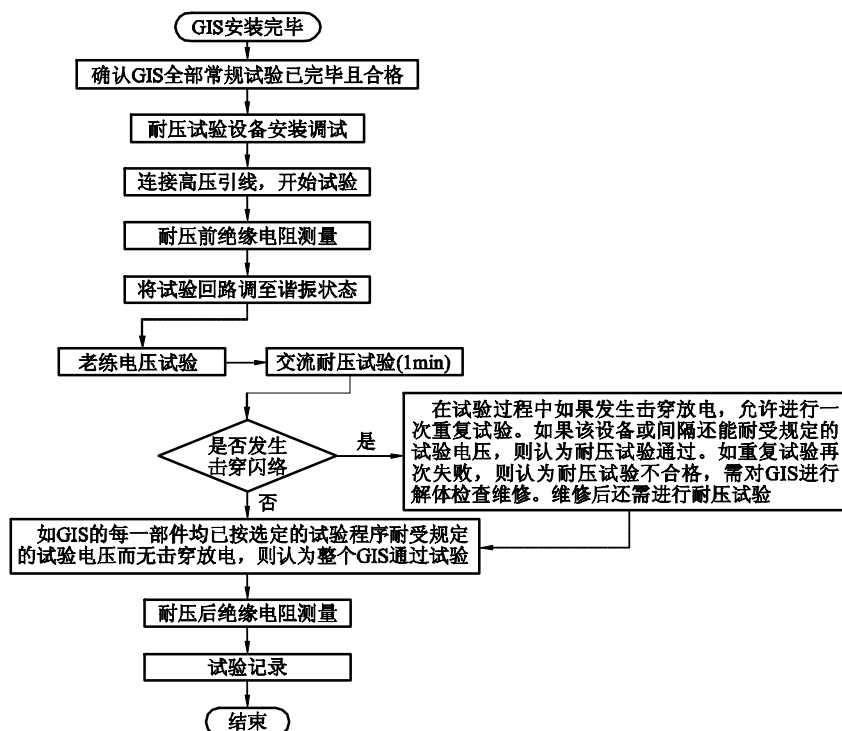 GIS安装完毕
确认GIS全部常规试验已完毕且合格
耐压试验设备安装调试
连接高压引线，开始试验
耐压前绝缘电阻测量
将试验回路调至谐振状态
老练电压试验
交流耐压试验(1min)
是否发生
击穿闪络
是
否
在试验过程中如果发生击穿放电，允许进行一
次重复试验。如果该设备或间隔还能耐受规定的
试验电压，则认为耐压试验通过。如重复试验再
次失败，则认为耐压试验不合格，需对GIS进行
解体检查维修。维修后还需进行耐压试验
如GIS的每一部件均已按选定的试验程序耐受规定
的试验电压而无击穿放电，则认为整个GIS通过试验
耐压后绝缘电阻测量
试验记录
结束